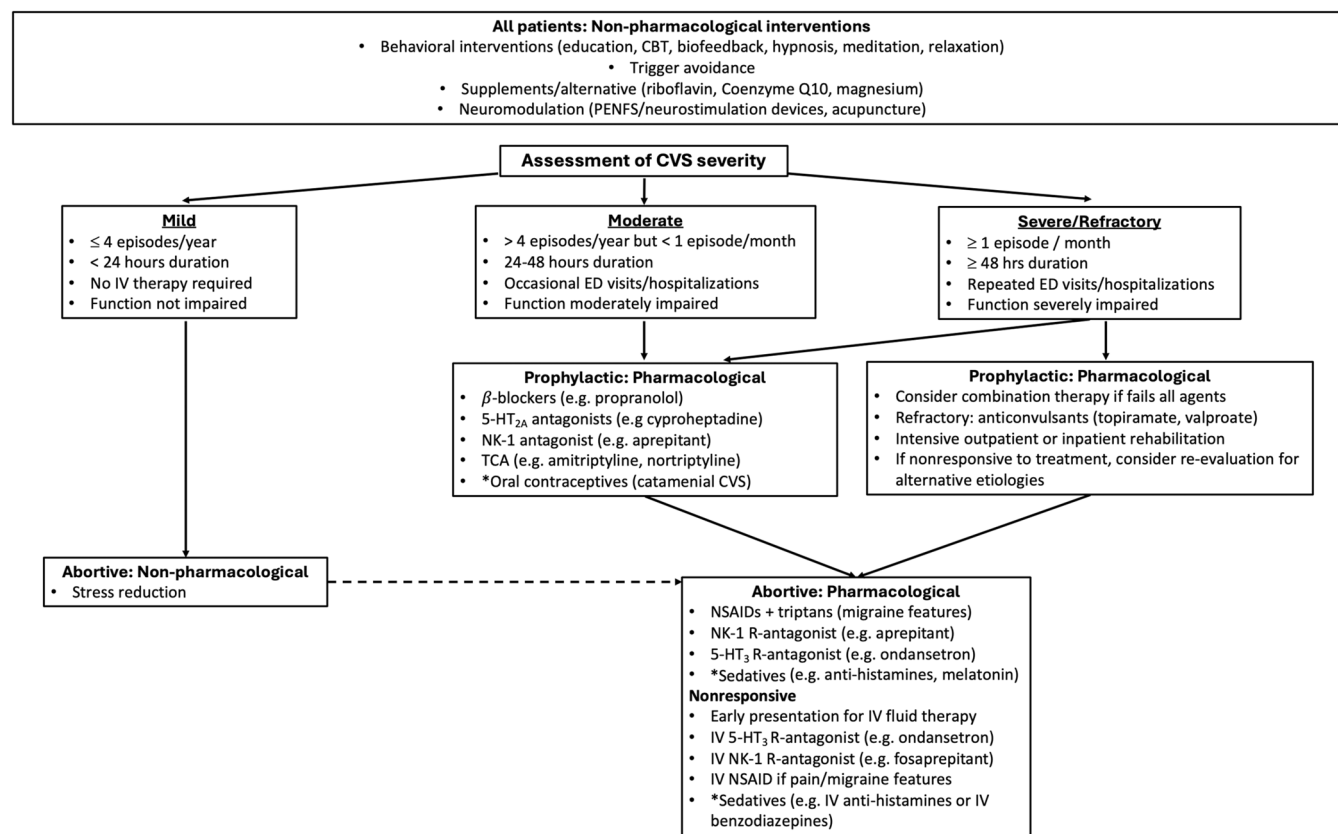 All patients: Non-pharmacological interventions
• Behavioral interventions (education, CBT, biofeedback, hypnosis, meditation, relaxation)
• Trigger avoidance
• Supplements/alternative (riboflavin, Coenzyme Q10, magnesium)
• Neuromodulation (PENFS/neurostimulation devices, acupuncture)
Assessment of CVS severity
Mild
• ≤ 4 episodes/year
• < 24 hours duration
• No IV therapy required
• Function not impaired
Moderate
• > 4 episodes/year but < 1 episode/month
• 24-48 hours duration
• Occasional ED visits/hospitalizations
• Function moderately impaired
Severe/Refractory
• ≥ 1 episode / month
• ≥ 48 hrs duration
• Repeated ED visits/hospitalizations
• Function severely impaired
Prophylactic: Pharmacological
• β-blockers (e.g. propranolol)
• 5-HT2A antagonists (e.g cyproheptadine)
• NK-1 antagonist (e.g. aprepitant)
• TCA (e.g. amitriptyline, nortriptyline)
• *Oral contraceptives (catamenial CVS)
Prophylactic: Pharmacological
• Consider combination therapy if fails all agents
• Refractory: anticonvulsants (topiramate, valproate)
• Intensive outpatient or inpatient rehabilitation
• If nonresponsive to treatment, consider re-evaluation for
alternative etiologies
Abortive: Non-pharmacological
• Stress reduction
Abortive: Pharmacological
• NSAIDs + triptans (migraine features)
• NK-1 R-antagonist (e.g. aprepitant)
• 5-HT3 R-antagonist (e.g. ondansetron)
• *Sedatives (e.g. anti-histamines, melatonin)
Nonresponsive
• Early presentation for IV fluid therapy
• IV 5-HT3 R-antagonist (e.g. ondansetron)
• IV NK-1 R-antagonist (e.g. fosaprepitant)
• IV NSAID if pain/migraine features
• *Sedatives (e.g. IV anti-histamines or IV
benzodiazepines)